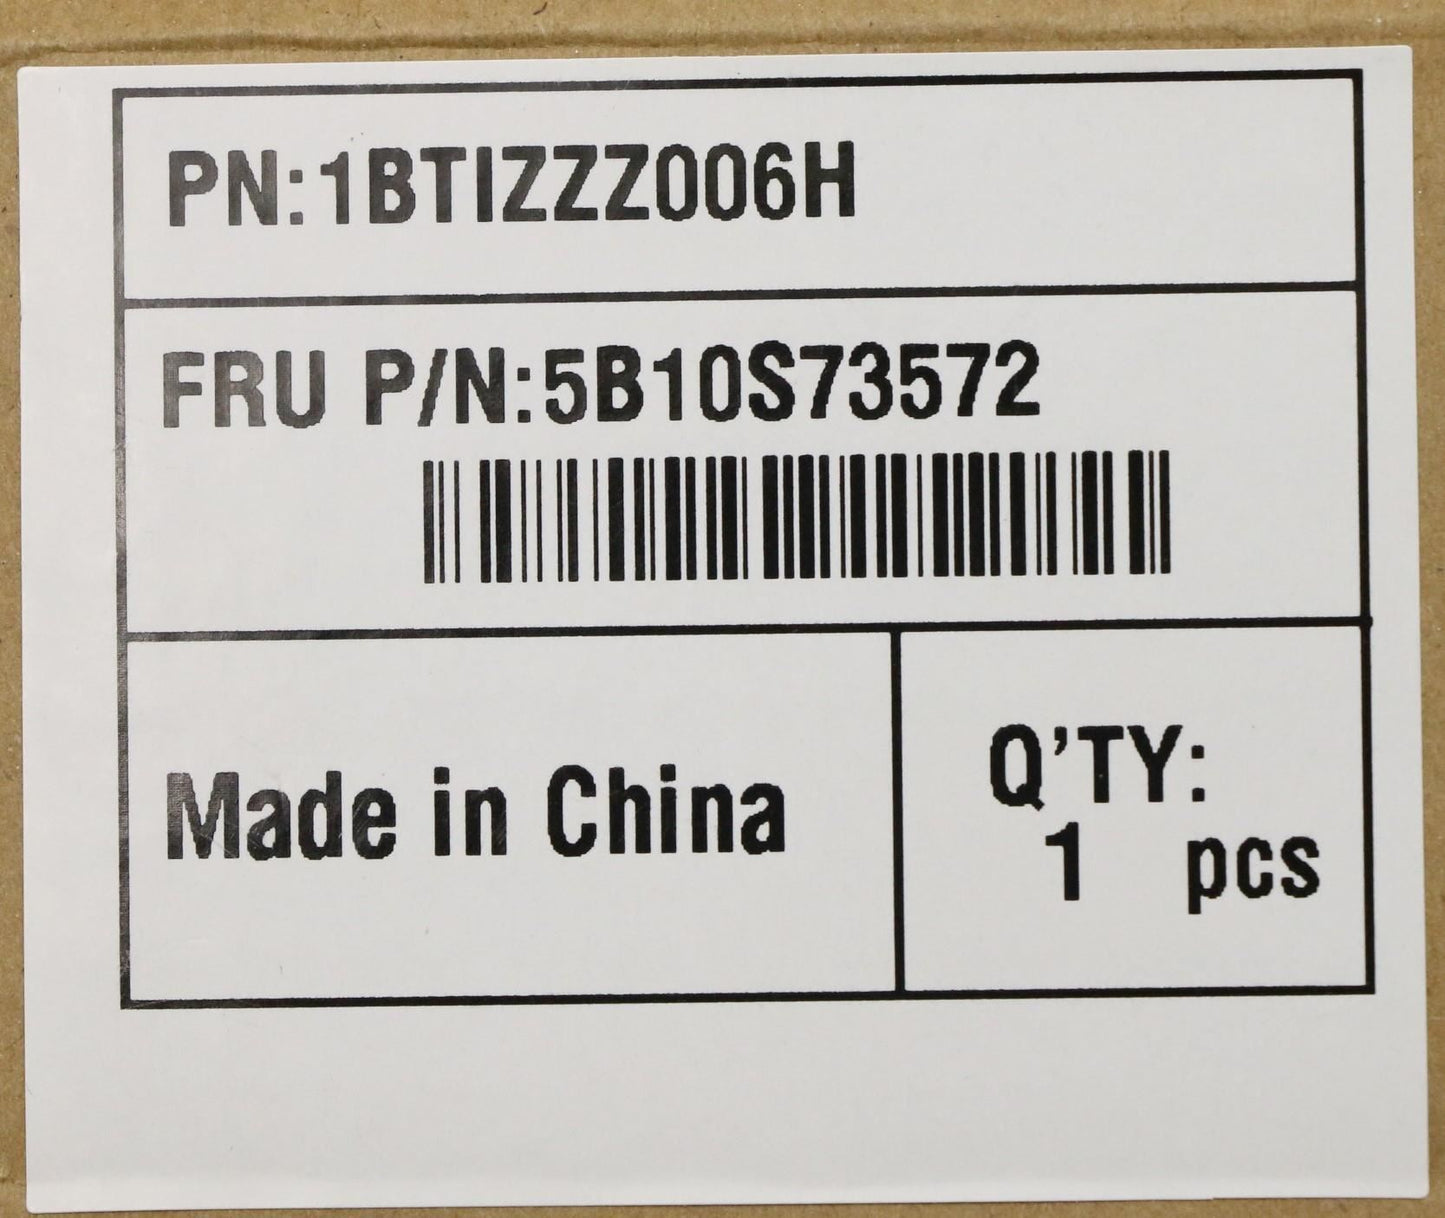 PN:1BTIZZZ006H
FRU P/N:5B10S73572
Made in China
Q'TY:
1 pcs